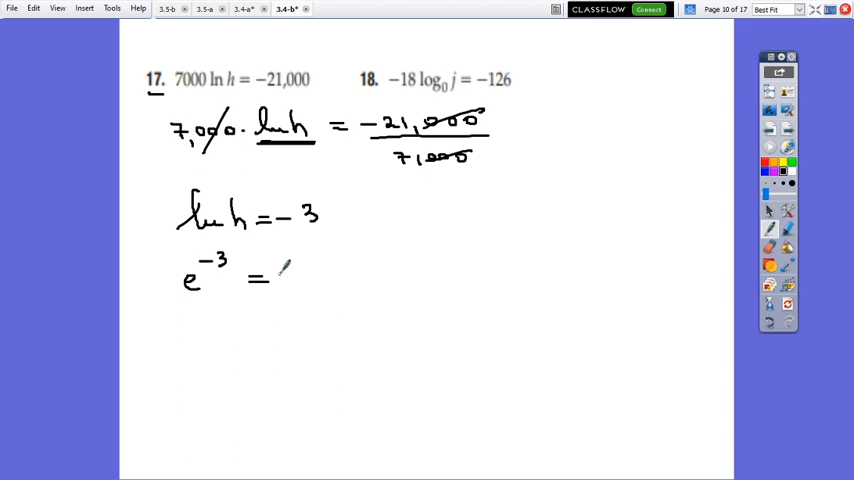 File Edit View Insert Tools Help 3.5-b 3.5-a 3.4-a* 3.4-b* CLASSFLOW Connect Page 10 of 17 Best Fit
17. 7000 ln h = −21,000 18. −18 log₀ j = −126
7,000 · ln h = −21,000
7,000
ln h = − 3
e⁻³ =